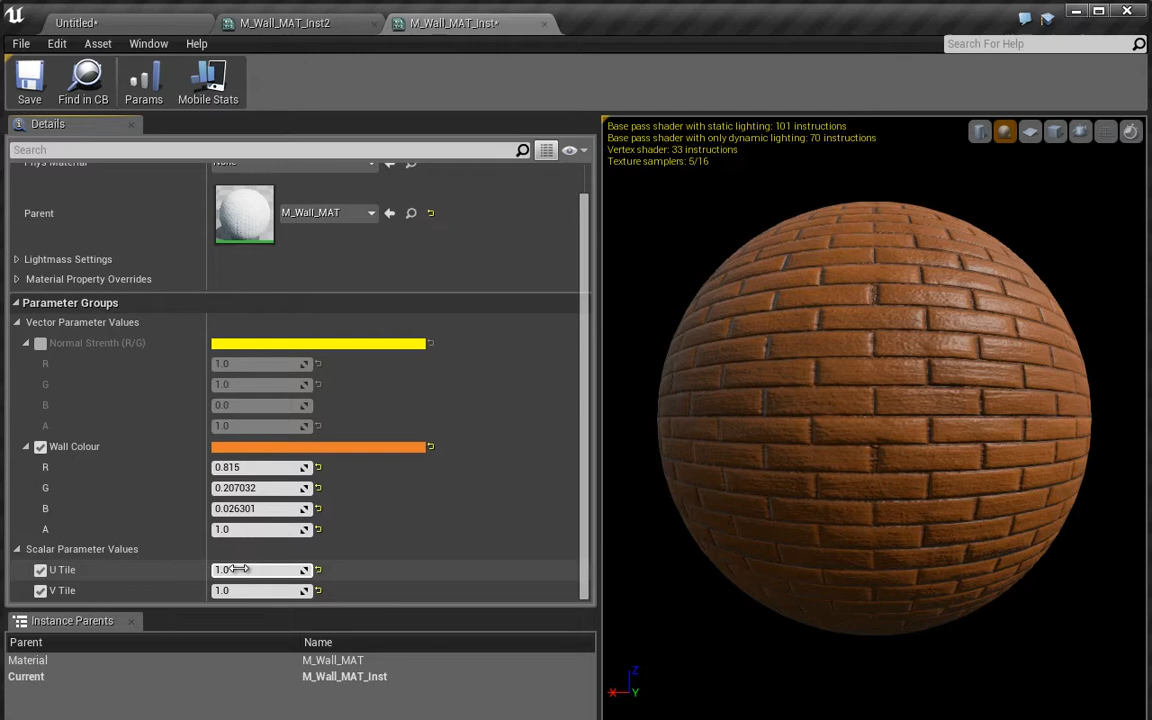 Untitled*
M_Wall_MAT_Inst2
M_Wall_MAT_Inst*
File Edit Asset Window Help
Search For Help
Save Find in CB Params Mobile Stats
Details
Search
Phys Material None
Parent M_Wall_MAT
Lightmass Settings
Material Property Overrides
Parameter Groups
Vector Parameter Values
Normal Strenth (R/G)
R 1.0
G 1.0
B 0.0
A 1.0
Wall Colour
R 0.815
G 0.207032
B 0.026301
A 1.0
Scalar Parameter Values
U Tile 1.0
V Tile 1.0
Instance Parents
Parent Name
Material M_Wall_MAT
Current M_Wall_MAT_Inst
Base pass shader with static lighting: 101 instructions
Base pass shader with only dynamic lighting: 70 instructions
Vertex shader: 33 instructions
Texture samplers: 5/16
Z
X Y